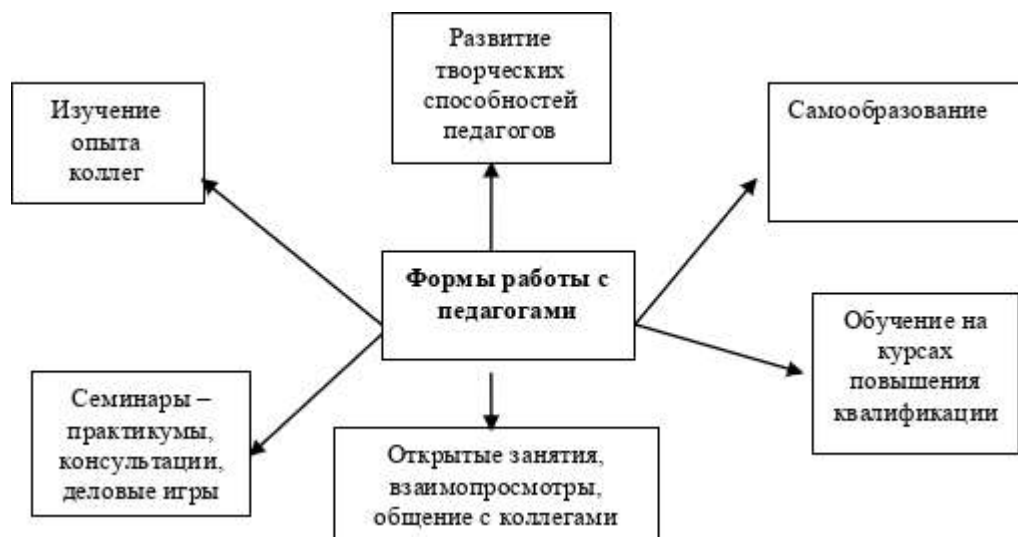 Развитие
творческих
способностей
педагогов
Изучение
опыта
коллег
Самообразование
Формы работы с
педагогами
Обучение на
курсах
повышения
квалификации
Семинары –
практикумы,
консультации,
деловые игры
Открытые занятия,
взаимопросмотры,
общение с коллегами